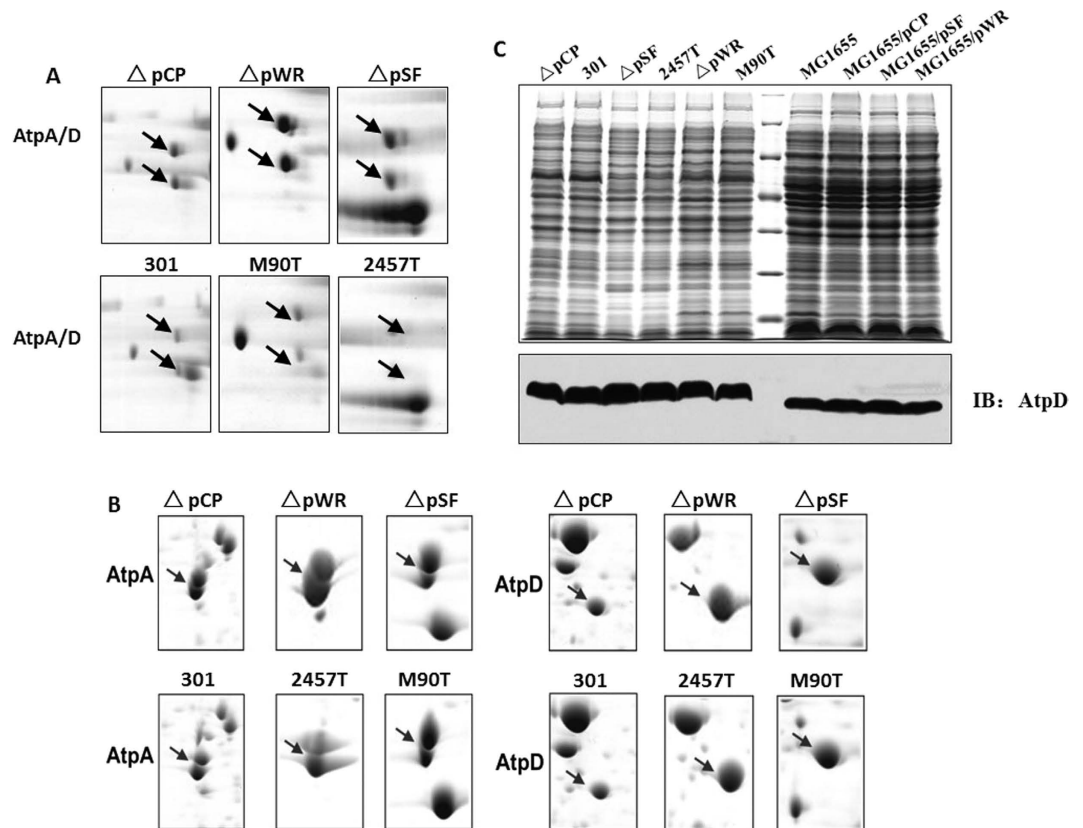 A
△ pCP △ pWR △ pSF
AtpA/D
301 M90T 2457T
AtpA/D
C
△pCP 301 △pSF 2457T △pWR M90T MG1655 MG1655/pCP MG1655/pSF MG1655/pWR
IB： AtpD
B
△ pCP △ pWR △ pSF △ pCP △ pWR △ pSF
AtpA AtpD
301 2457T M90T 301 2457T M90T
AtpA AtpD